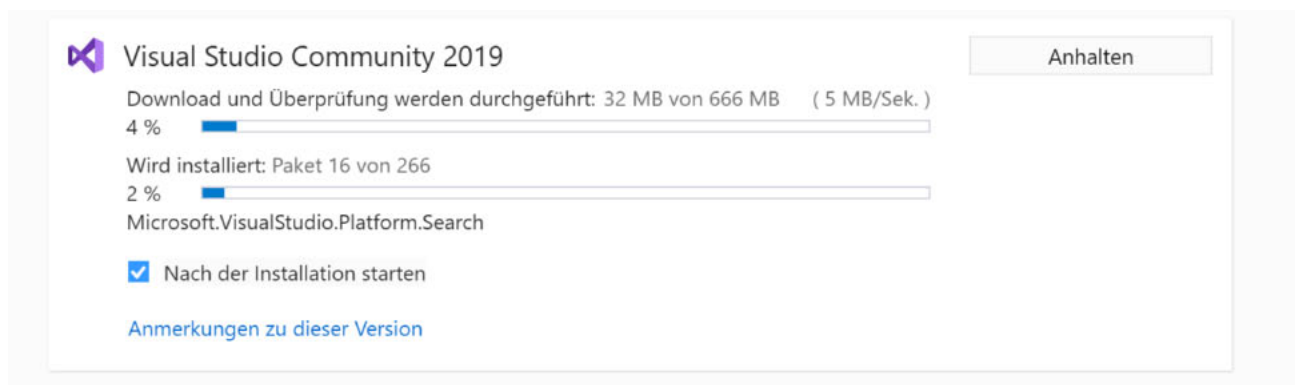 Visual Studio Community 2019
Anhalten
Download und Überprüfung werden durchgeführt: 32 MB von 666 MB ( 5 MB/Sek. )
4 %
Wird installiert: Paket 16 von 266
2 %
Microsoft.VisualStudio.Platform.Search
Nach der Installation starten
Anmerkungen zu dieser Version